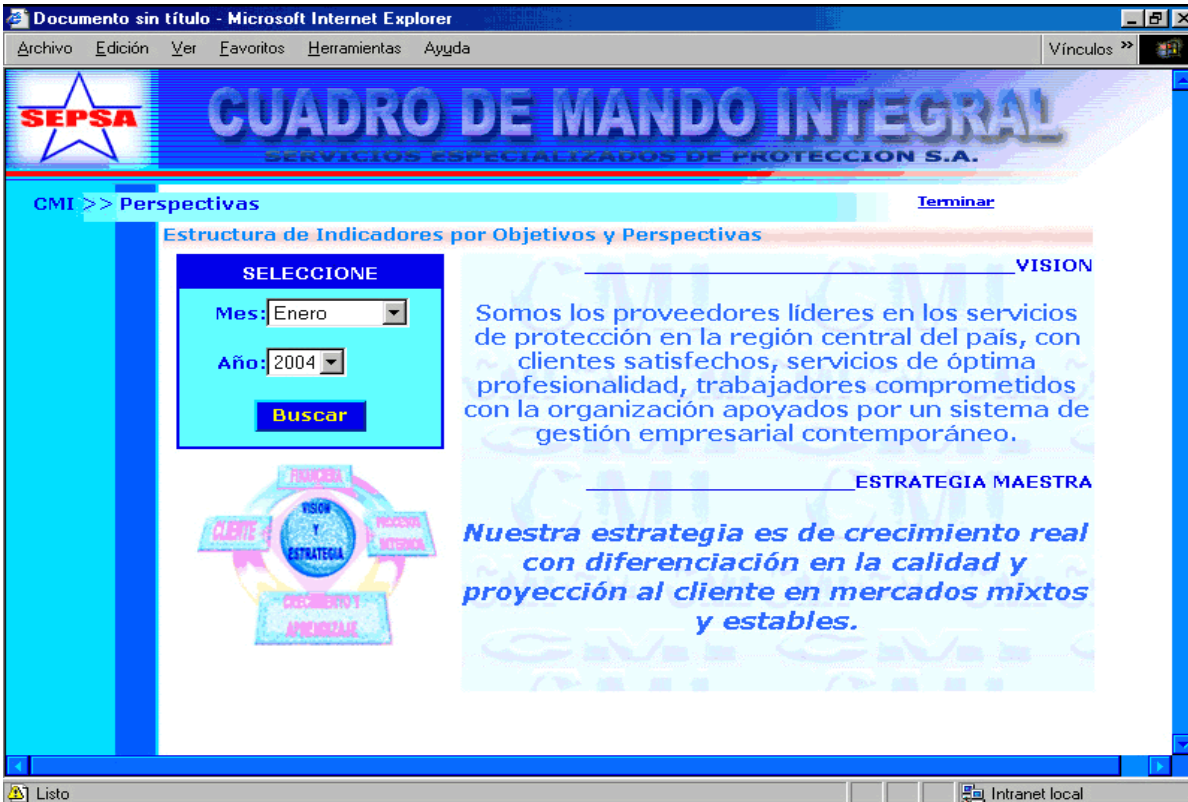 Documento sin título - Microsoft Internet Explorer
Archivo Edición Ver Favoritos Herramientas Ayuda Vínculos »
SEPSA
CUADRO DE MANDO INTEGRAL
SERVICIOS ESPECIALIZADOS DE PROTECCION S.A.
CMI >> Perspectivas Terminar
Estructura de Indicadores por Objetivos y Perspectivas
SELECCIONE
Mes: Enero
Año: 2004
Buscar
VISION
Somos los proveedores líderes en los servicios
de protección en la región central del país, con
clientes satisfechos, servicios de óptima
profesionalidad, trabajadores comprometidos
con la organización apoyados por un sistema de
gestión empresarial contemporáneo.
FINANCIERA
CLIENTE
VISION
Y
ESTRATEGIA
PROCESOS
INTERNOS
CRECIMIENTO Y
APRENDIZAJE
ESTRATEGIA MAESTRA
Nuestra estrategia es de crecimiento real
con diferenciación en la calidad y
proyección al cliente en mercados mixtos
y estables.
CMI
Listo Intranet local